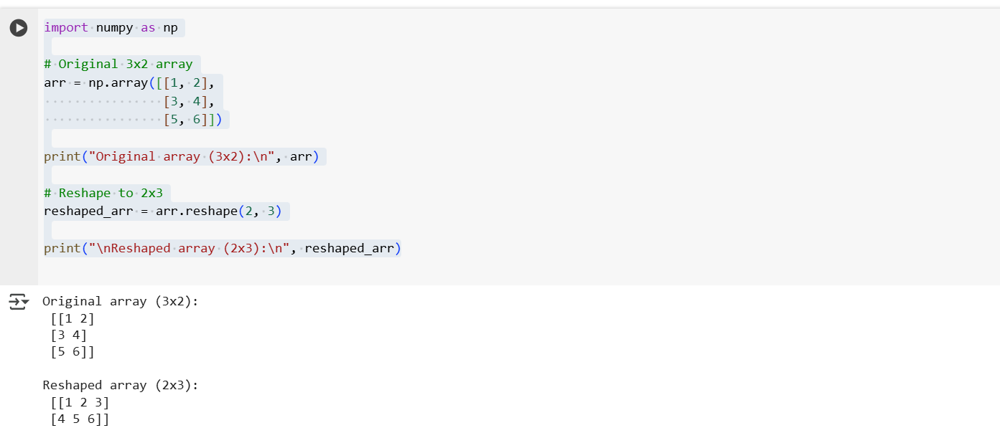 import numpy as np
# Original 3x2 array
arr = np.array([[1, 2],
                [3, 4],
                [5, 6]])
print("Original array (3x2):\n", arr)
# Reshape to 2x3
reshaped_arr = arr.reshape(2, 3)
print("\nReshaped array (2x3):\n", reshaped_arr)
Original array (3x2):
 [[1 2]
 [3 4]
 [5 6]]
Reshaped array (2x3):
 [[1 2 3]
 [4 5 6]]